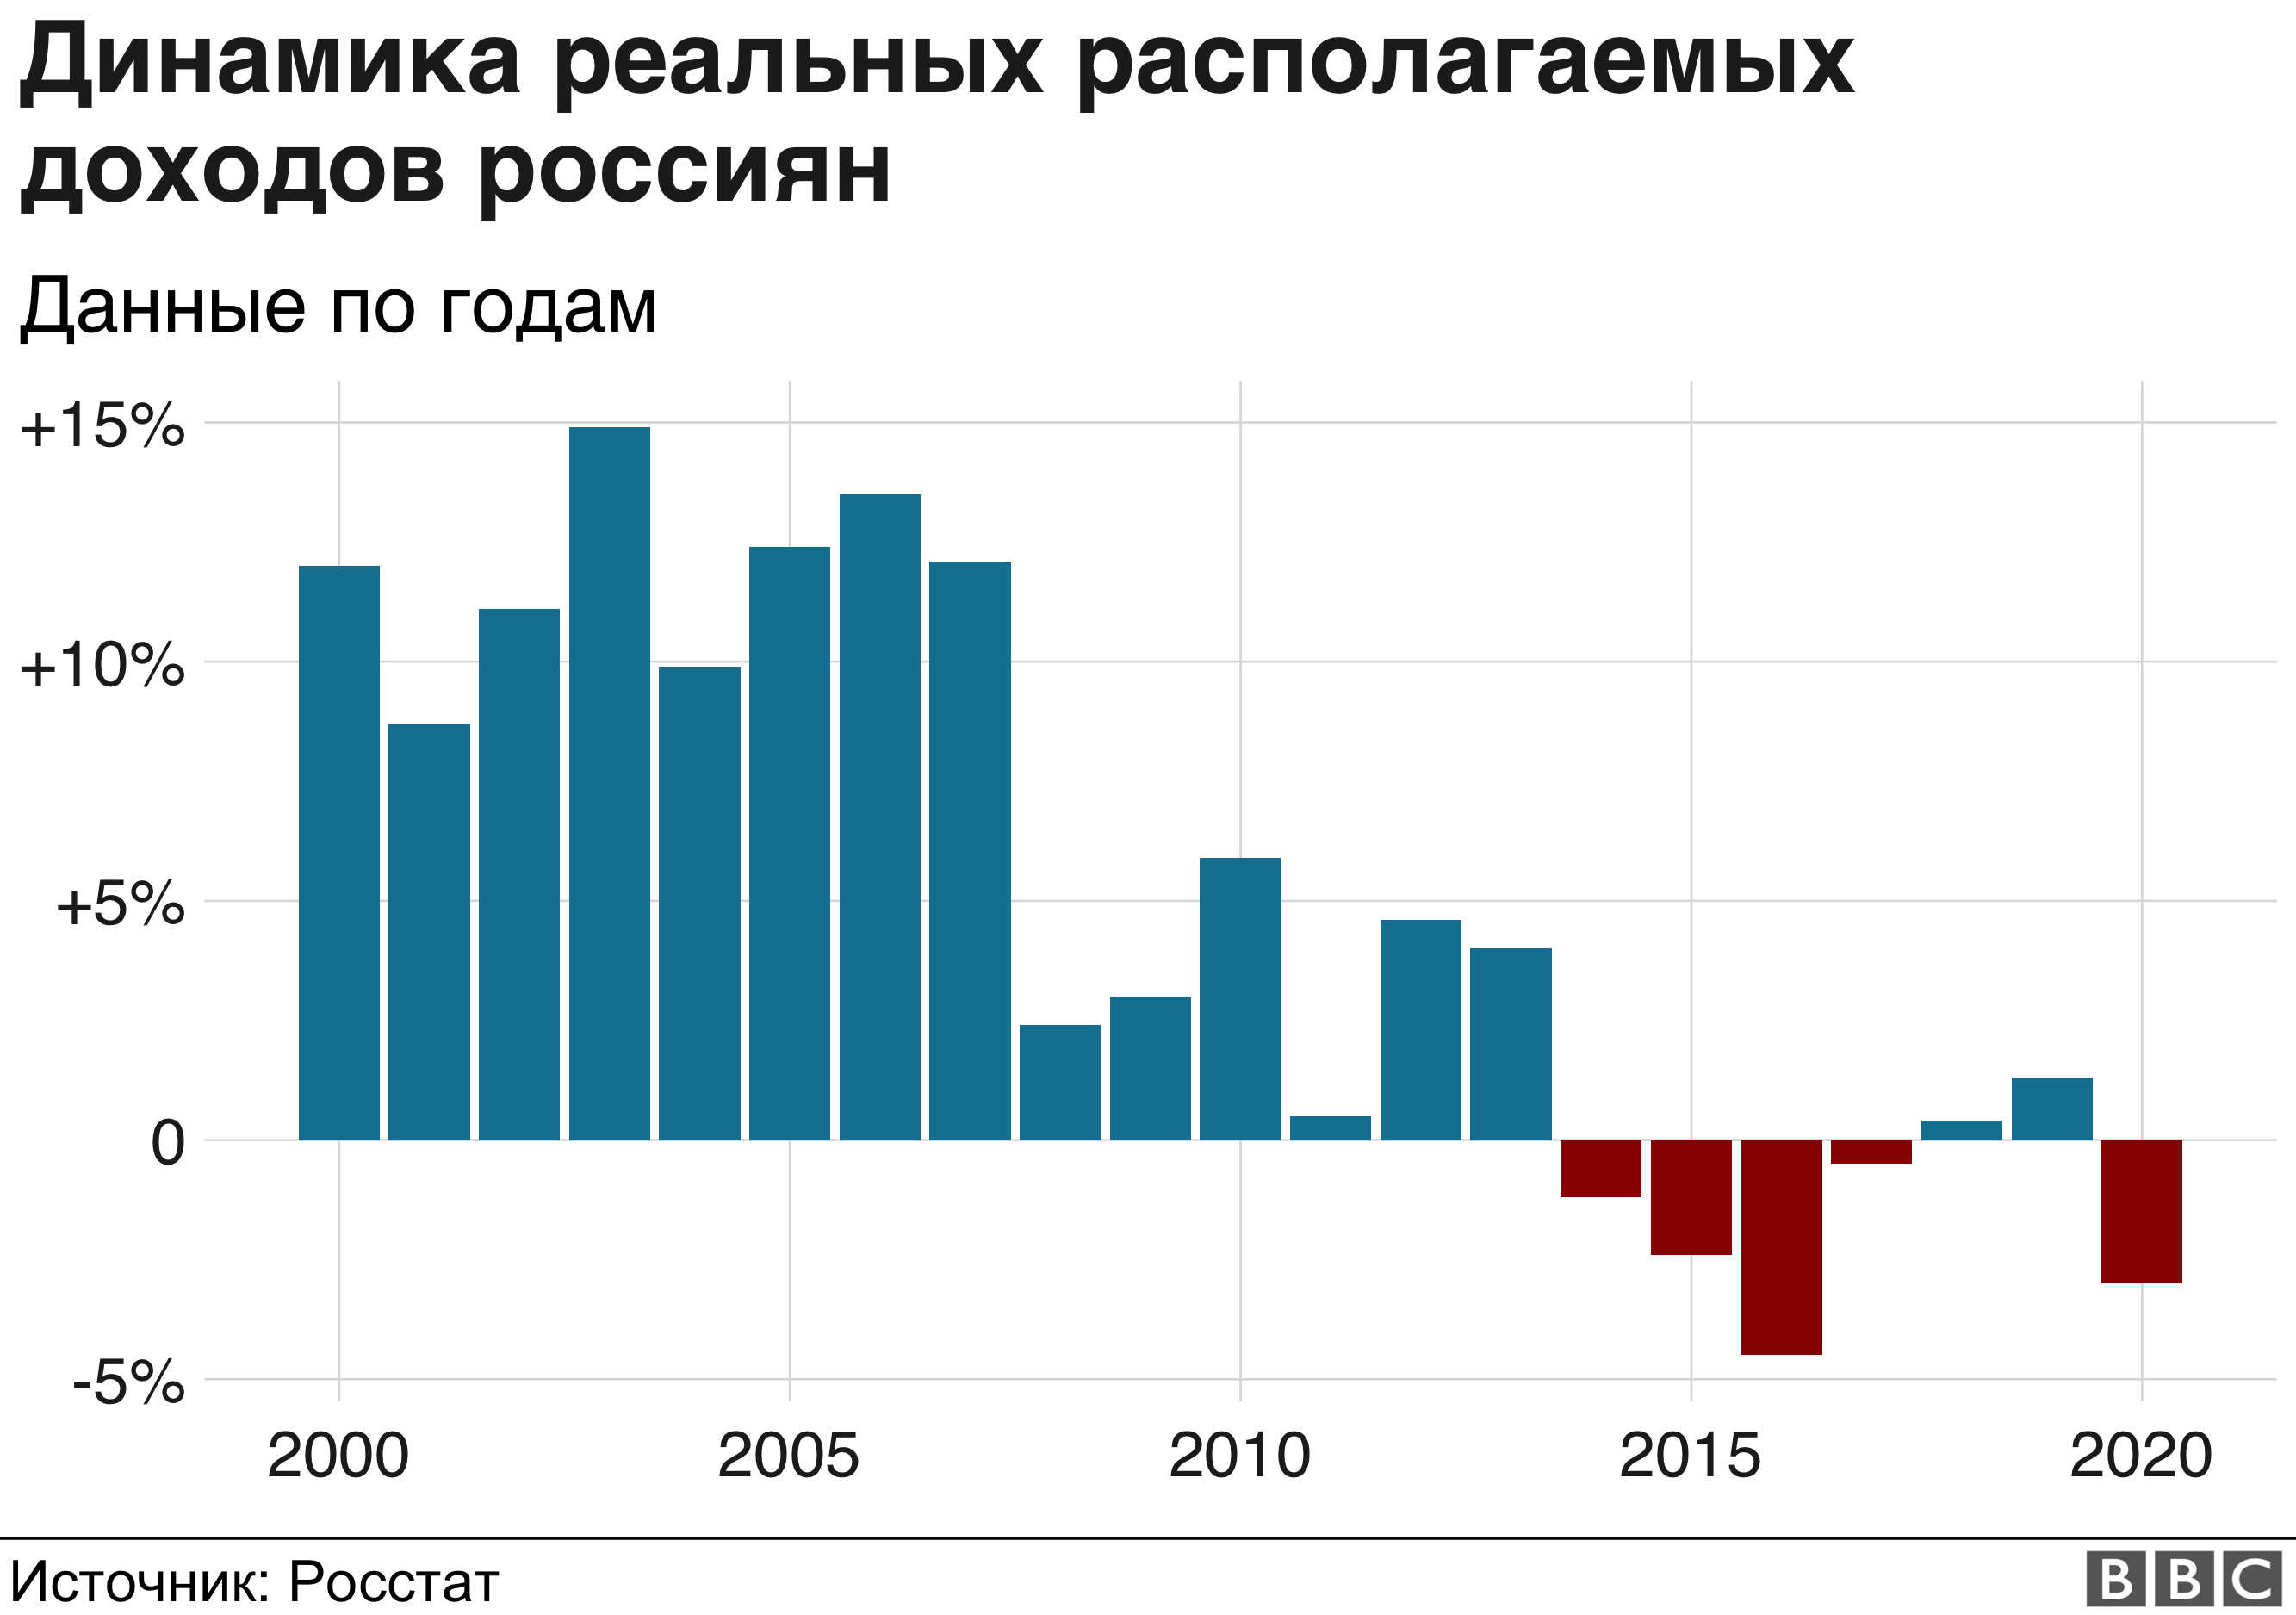 Динамика реальных располагаемых
доходов россиян
Данные по годам
+15%
+10%
+5%
0
-5%
2000 2005 2010 2015 2020
Источник: Росстат
BBC